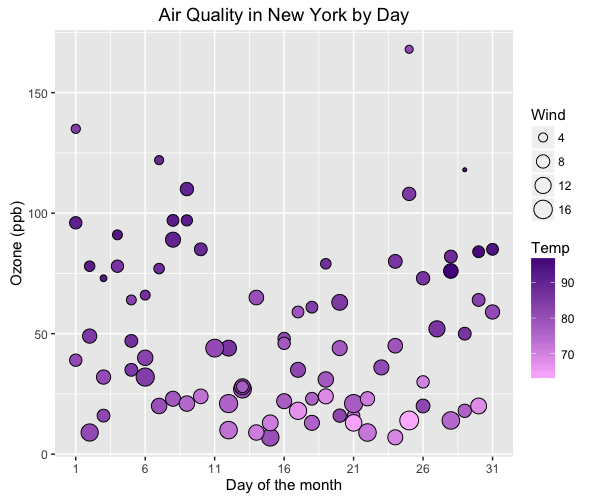 Air Quality in New York by Day
Ozone (ppb)
150
100
50
0
1 6 11 16 21 26 31
Day of the month
Wind
4
8
12
16
Temp
90
80
70